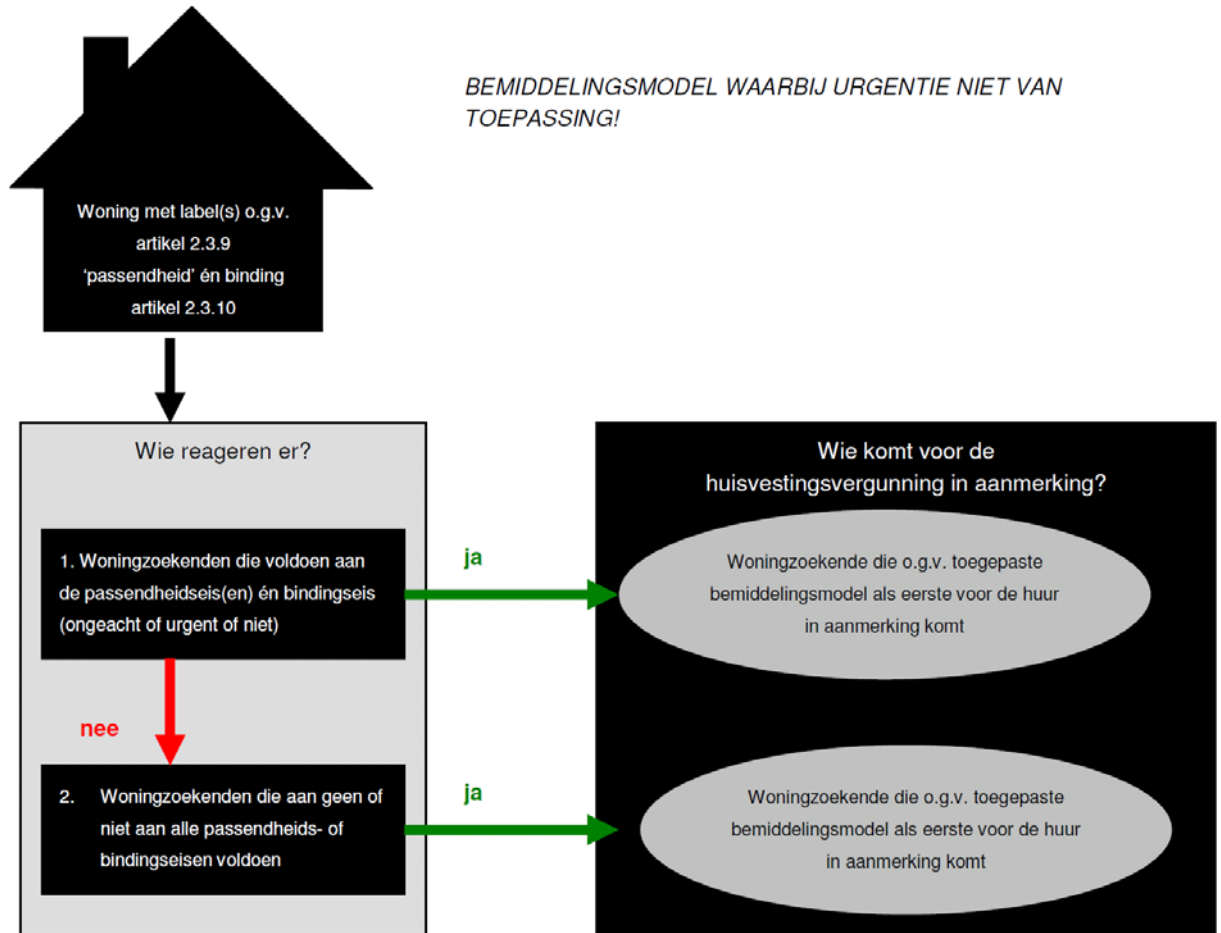 BEMIDDELINGSMODEL WAARBIJ URGENTIE NIET VAN
TOEPASSING!
Woning met label(s) o.g.v.
artikel 2.3.9
‘passendheid’ én binding
artikel 2.3.10
Wie reageren er?
Wie komt voor de
huisvestingsvergunning in aanmerking?
1. Woningzoekenden die voldoen aan
de passendheidseis(en) én bindingseis
(ongeacht of urgent of niet)
ja
Woningzoekende die o.g.v. toegepaste
bemiddelingsmodel als eerste voor de huur
in aanmerking komt
nee
2. Woningzoekenden die aan geen of
niet aan alle passendheids- of
bindingseisen voldoen
ja
Woningzoekende die o.g.v. toegepaste
bemiddelingsmodel als eerste voor de huur
in aanmerking komt